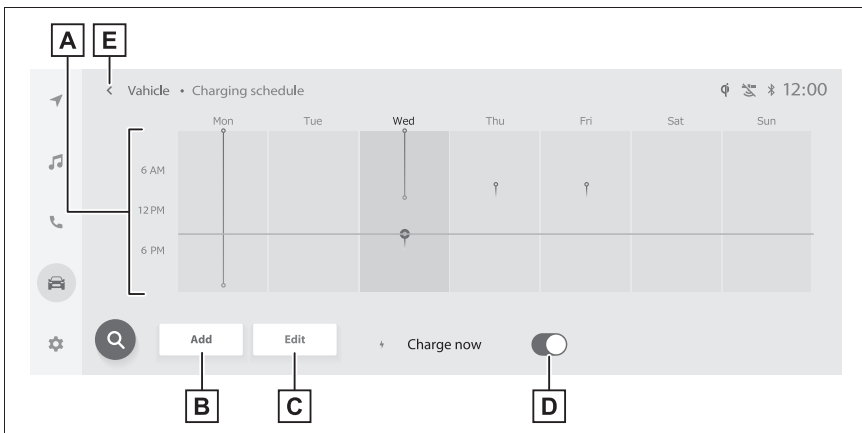 A E
Vahicle • Charging schedule 12:00
Mon Tue Wed Thu Fri Sat Sun
6 AM
12 PM
6 PM
Add Edit Charge now
B C D